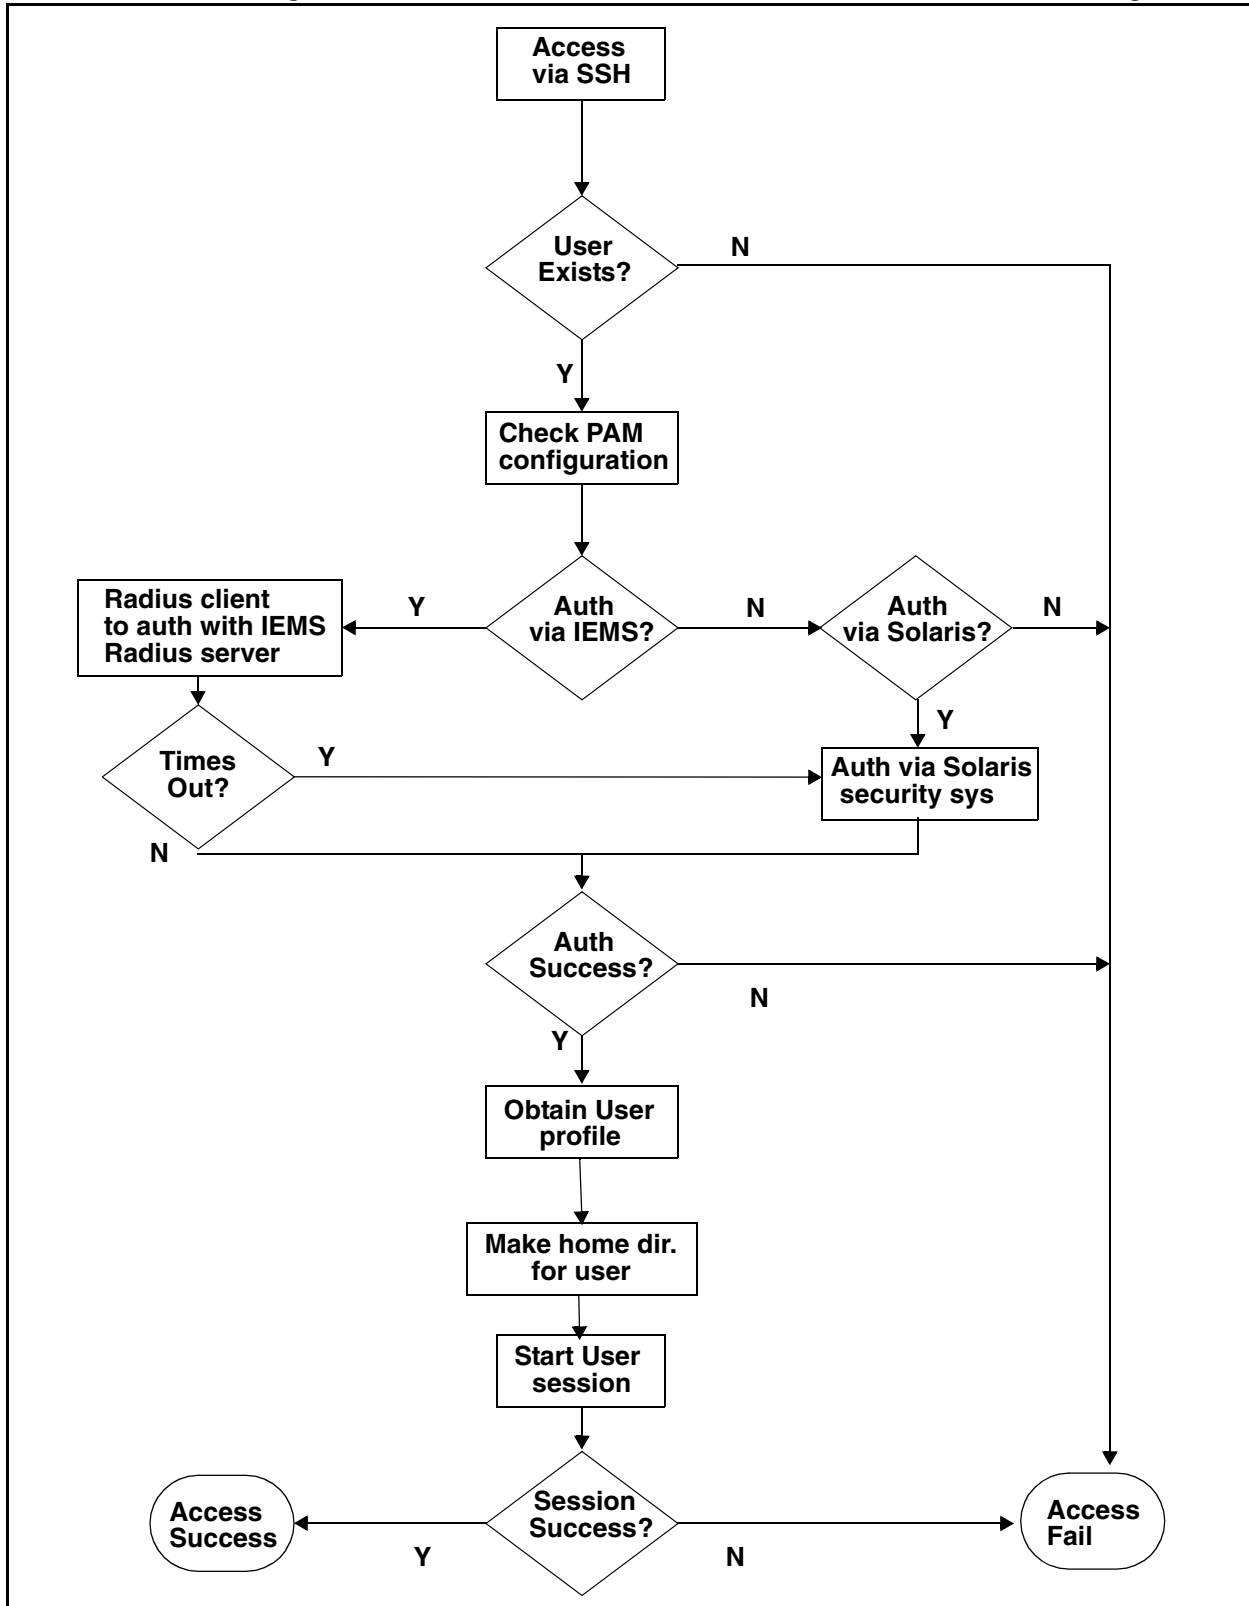 Access
via SSH
User
Exists?
N
Y
Check PAM
configuration
Radius client
to auth with IEMS
Radius server
Y
Auth
via IEMS?
N
Auth
via Solaris?
N
Y
Times
Out?
Y
Auth via Solaris
security sys
N
Auth
Success?
N
Y
Obtain User
profile
Make home dir.
for user
Start User
session
Access
Success
Y
Session
Success?
N
Access
Fail